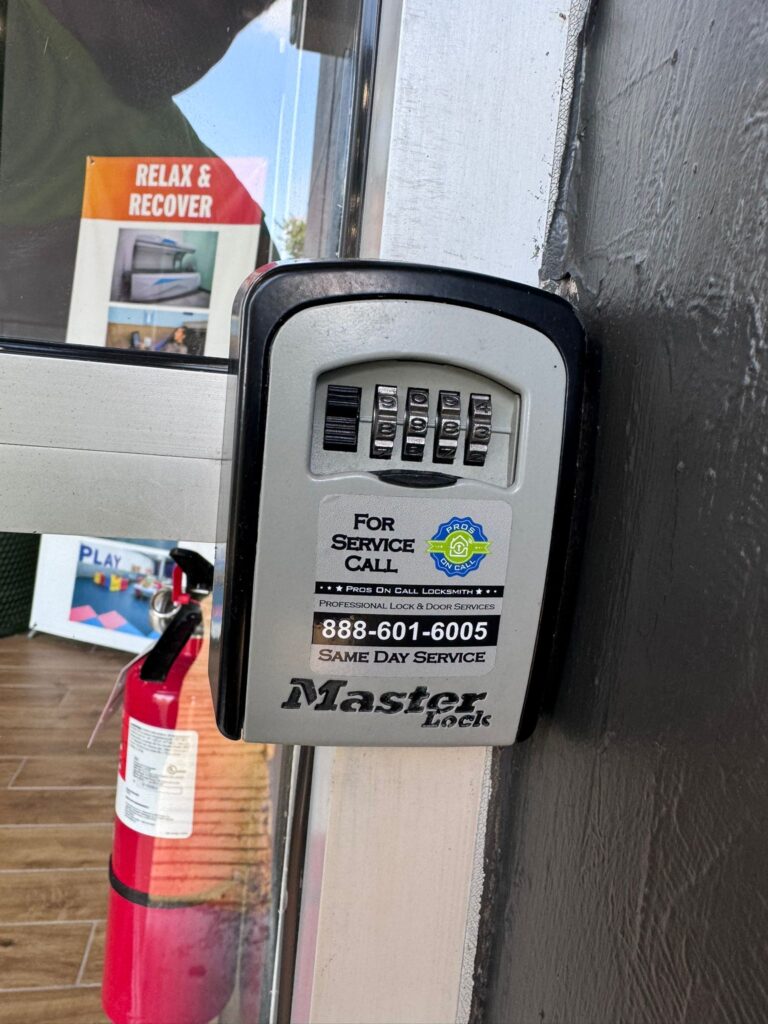 RELAX &
RECOVER
FOR
SERVICE
CALL
PROS
ON CALL
★ ★ ★ PROS ON CALL LOCKSMITH ★ ★ ★
PROFESSIONAL LOCK & DOOR SERVICES
888-601-6005
SAME DAY SERVICE
Master
Lock
PLAY